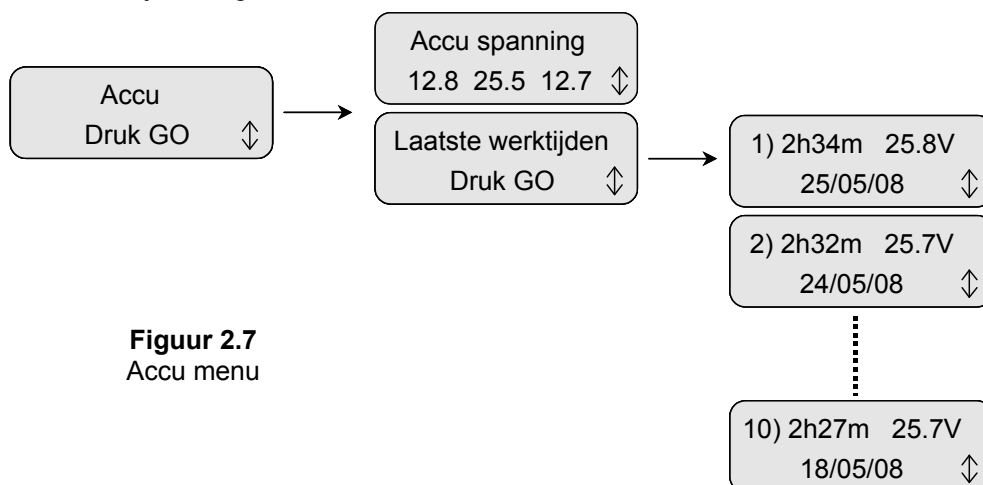 Accu
Druk GO
Accu spanning
12.8 25.5 12.7
Laatste werktijden
Druk GO
1) 2h34m 25.8V
25/05/08
2) 2h32m 25.7V
24/05/08
10) 2h27m 25.7V
18/05/08
Figuur 2.7
Accu menu